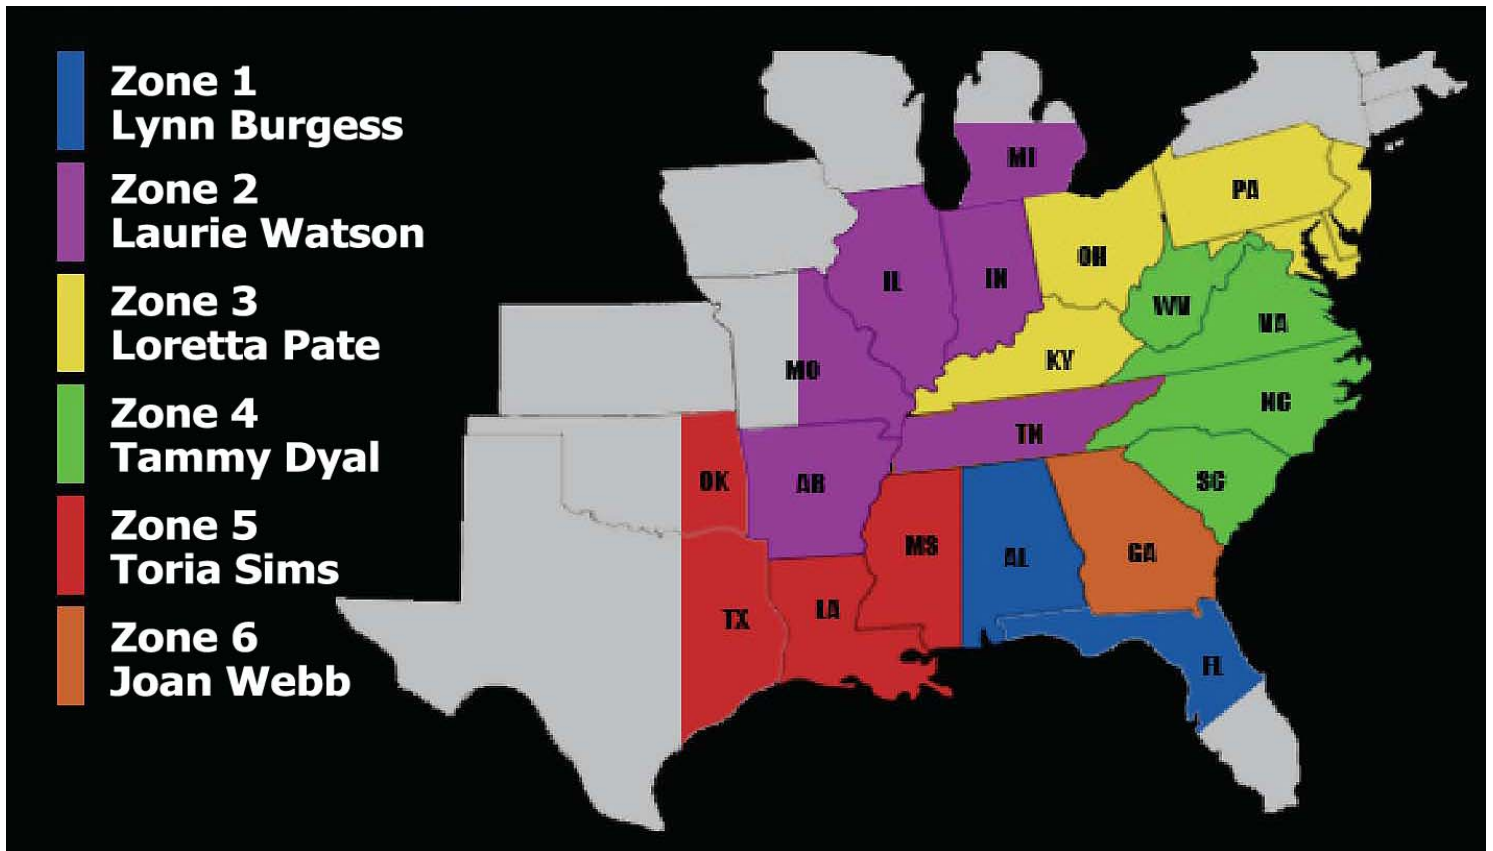 Zone 1
Lynn Burgess
Zone 2
Laurie Watson
Zone 3
Loretta Pate
Zone 4
Tammy Dyal
Zone 5
Toria Sims
Zone 6
Joan Webb
MI
PA
OH
IL
IN
WV
VA
KY
MO
NC
TN
OK
AR
SC
MS
AL
GA
LA
TX
FL